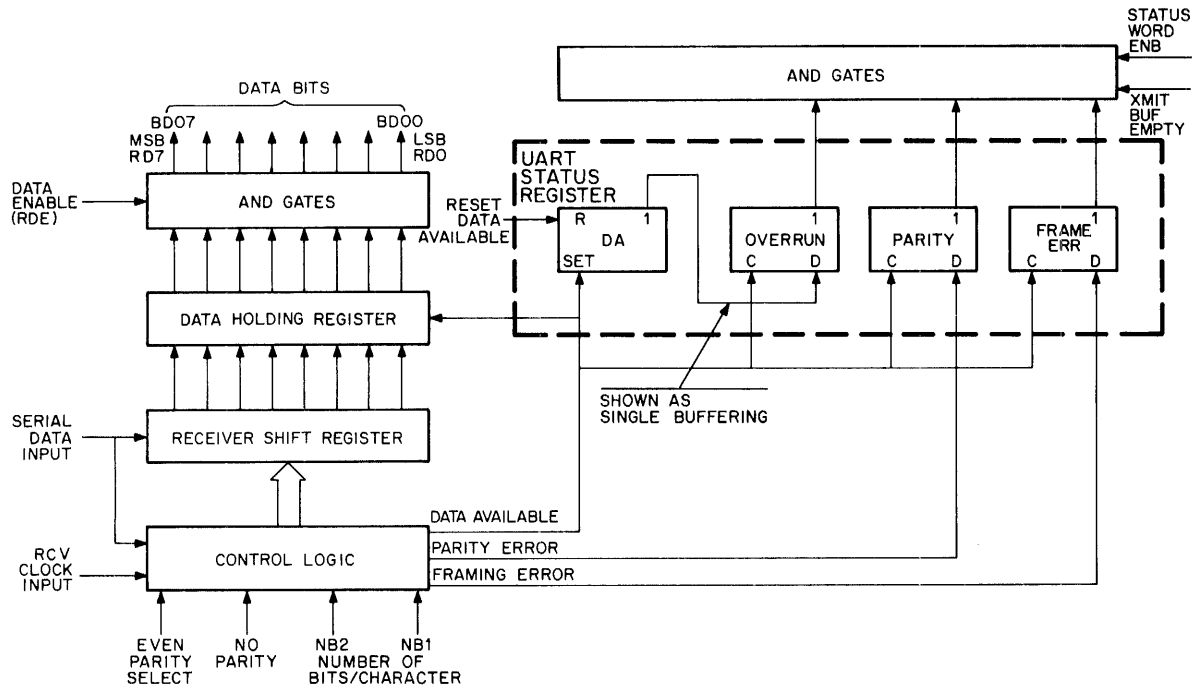 STATUS
WORD
ENB
AND GATES
XMIT
BUF
EMPTY
DATA BITS
BD07
BD00
MSB
RD7
LSB
RD0
DATA
ENABLE
(RDE)
AND GATES
UART
STATUS
REGISTER
RESET
DATA
AVAILABLE
R 1
DA
SET
1
OVERRUN
C D
1
PARITY
C D
1
FRAME
ERR
C D
DATA HOLDING REGISTER
SHOWN AS
SINGLE BUFFERING
SERIAL
DATA
INPUT
RECEIVER SHIFT REGISTER
DATA AVAILABLE
PARITY ERROR
FRAMING ERROR
RCV
CLOCK
INPUT
CONTROL LOGIC
EVEN
PARITY
SELECT
NO
PARITY
NB2 NB1
NUMBER OF
BITS/CHARACTER